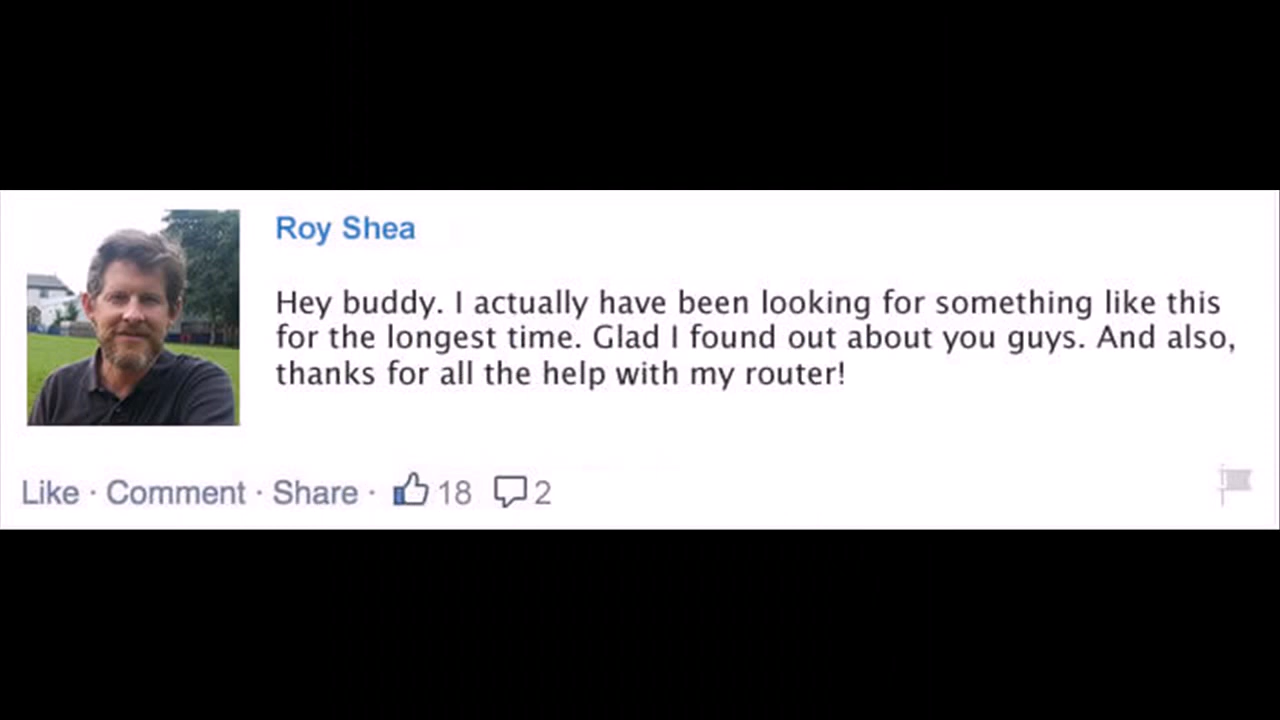 Roy Shea
Hey buddy. I actually have been looking for something like this
for the longest time. Glad I found out about you guys. And also,
thanks for all the help with my router!
Like · Comment · Share · 18 2